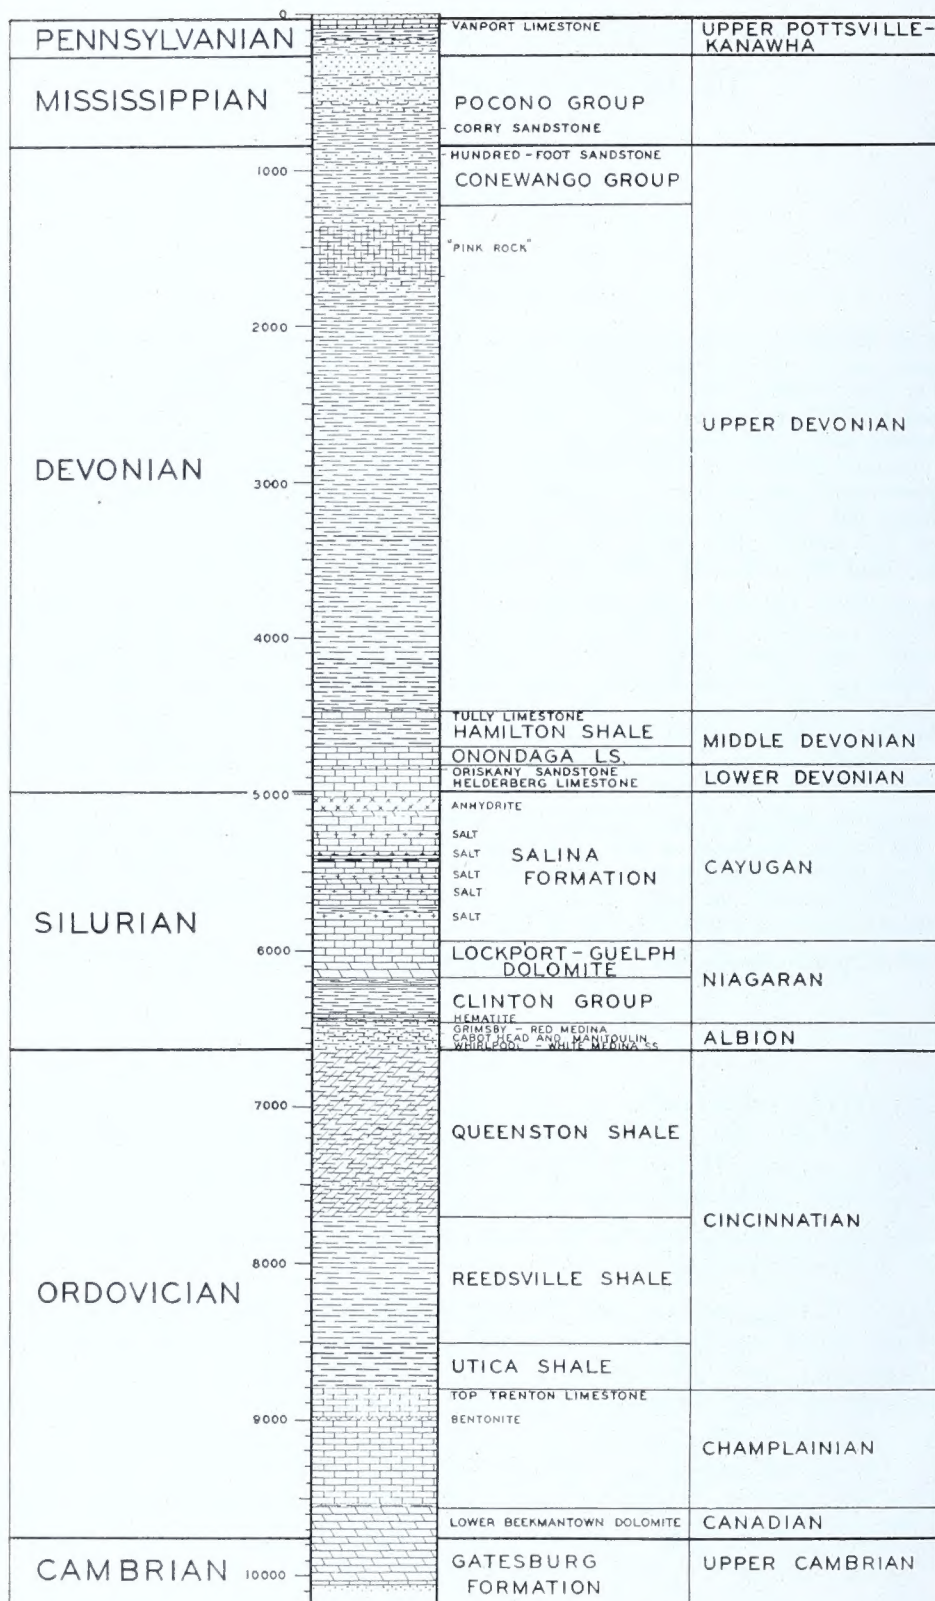 0
PENNSYLVANIAN
VANPORT LIMESTONE
UPPER POTTSVILLE-
KANAWHA
MISSISSIPPIAN
POCONO GROUP
CORRY SANDSTONE
HUNDRED-FOOT SANDSTONE
1000
CONEWANGO GROUP
"PINK ROCK"
2000
UPPER DEVONIAN
DEVONIAN
3000
4000
TULLY LIMESTONE
HAMILTON SHALE
MIDDLE DEVONIAN
ONONDAGA LS.
ORISKANY SANDSTONE
HELDERBERG LIMESTONE
LOWER DEVONIAN
5000
ANHYDRITE
SALT
SALT
SALINA
FORMATION
SALT
SALT
CAYUGAN
SALT
SILURIAN
6000
LOCKPORT-GUELPH
DOLOMITE
NIAGARAN
CLINTON GROUP
HEMATITE
GRIMSBY - RED MEDINA
CABOT HEAD AND MANITOULIN
WHIRLPOOL - WHITE MEDINA SS.
ALBION
7000
QUEENSTON SHALE
CINCINNATIAN
8000
REEDSVILLE SHALE
ORDOVICIAN
UTICA SHALE
TOP TRENTON LIMESTONE
9000
BENTONITE
CHAMPLAINIAN
LOWER BEEKMANTOWN DOLOMITE
CANADIAN
CAMBRIAN
10000
GATESBURG
FORMATION
UPPER CAMBRIAN